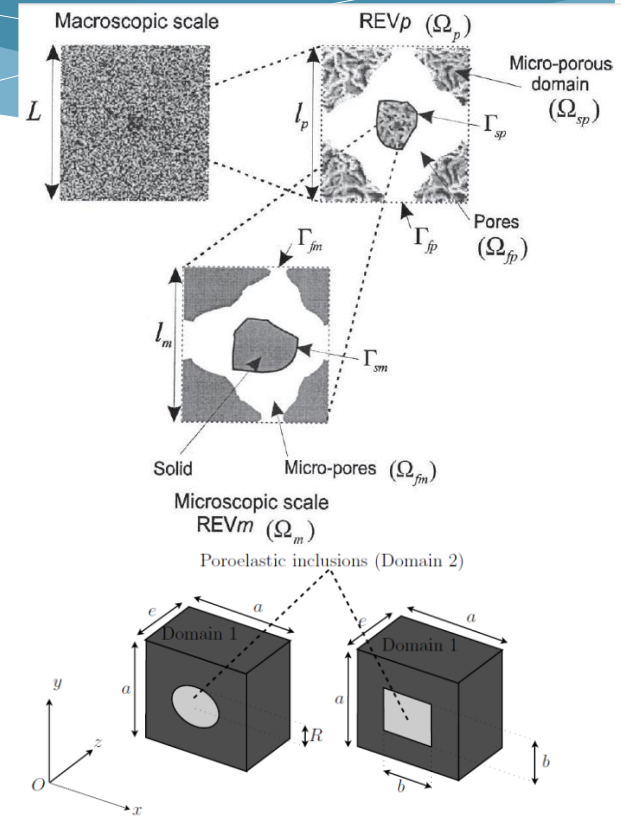 Macroscopic scale
L
REVp (Ωp)
lp
Micro-porous
domain
(Ωsp)
Γsp
Pores
(Ωfp)
Γfp
Γfm
lm
Γsm
Solid
Micro-pores (Ωfm)
Microscopic scale
REVm (Ωm)
Poroelastic inclusions (Domain 2)
e
a
Domain 1
a
R
e
a
Domain 1
a
b
b
y
z
O
x